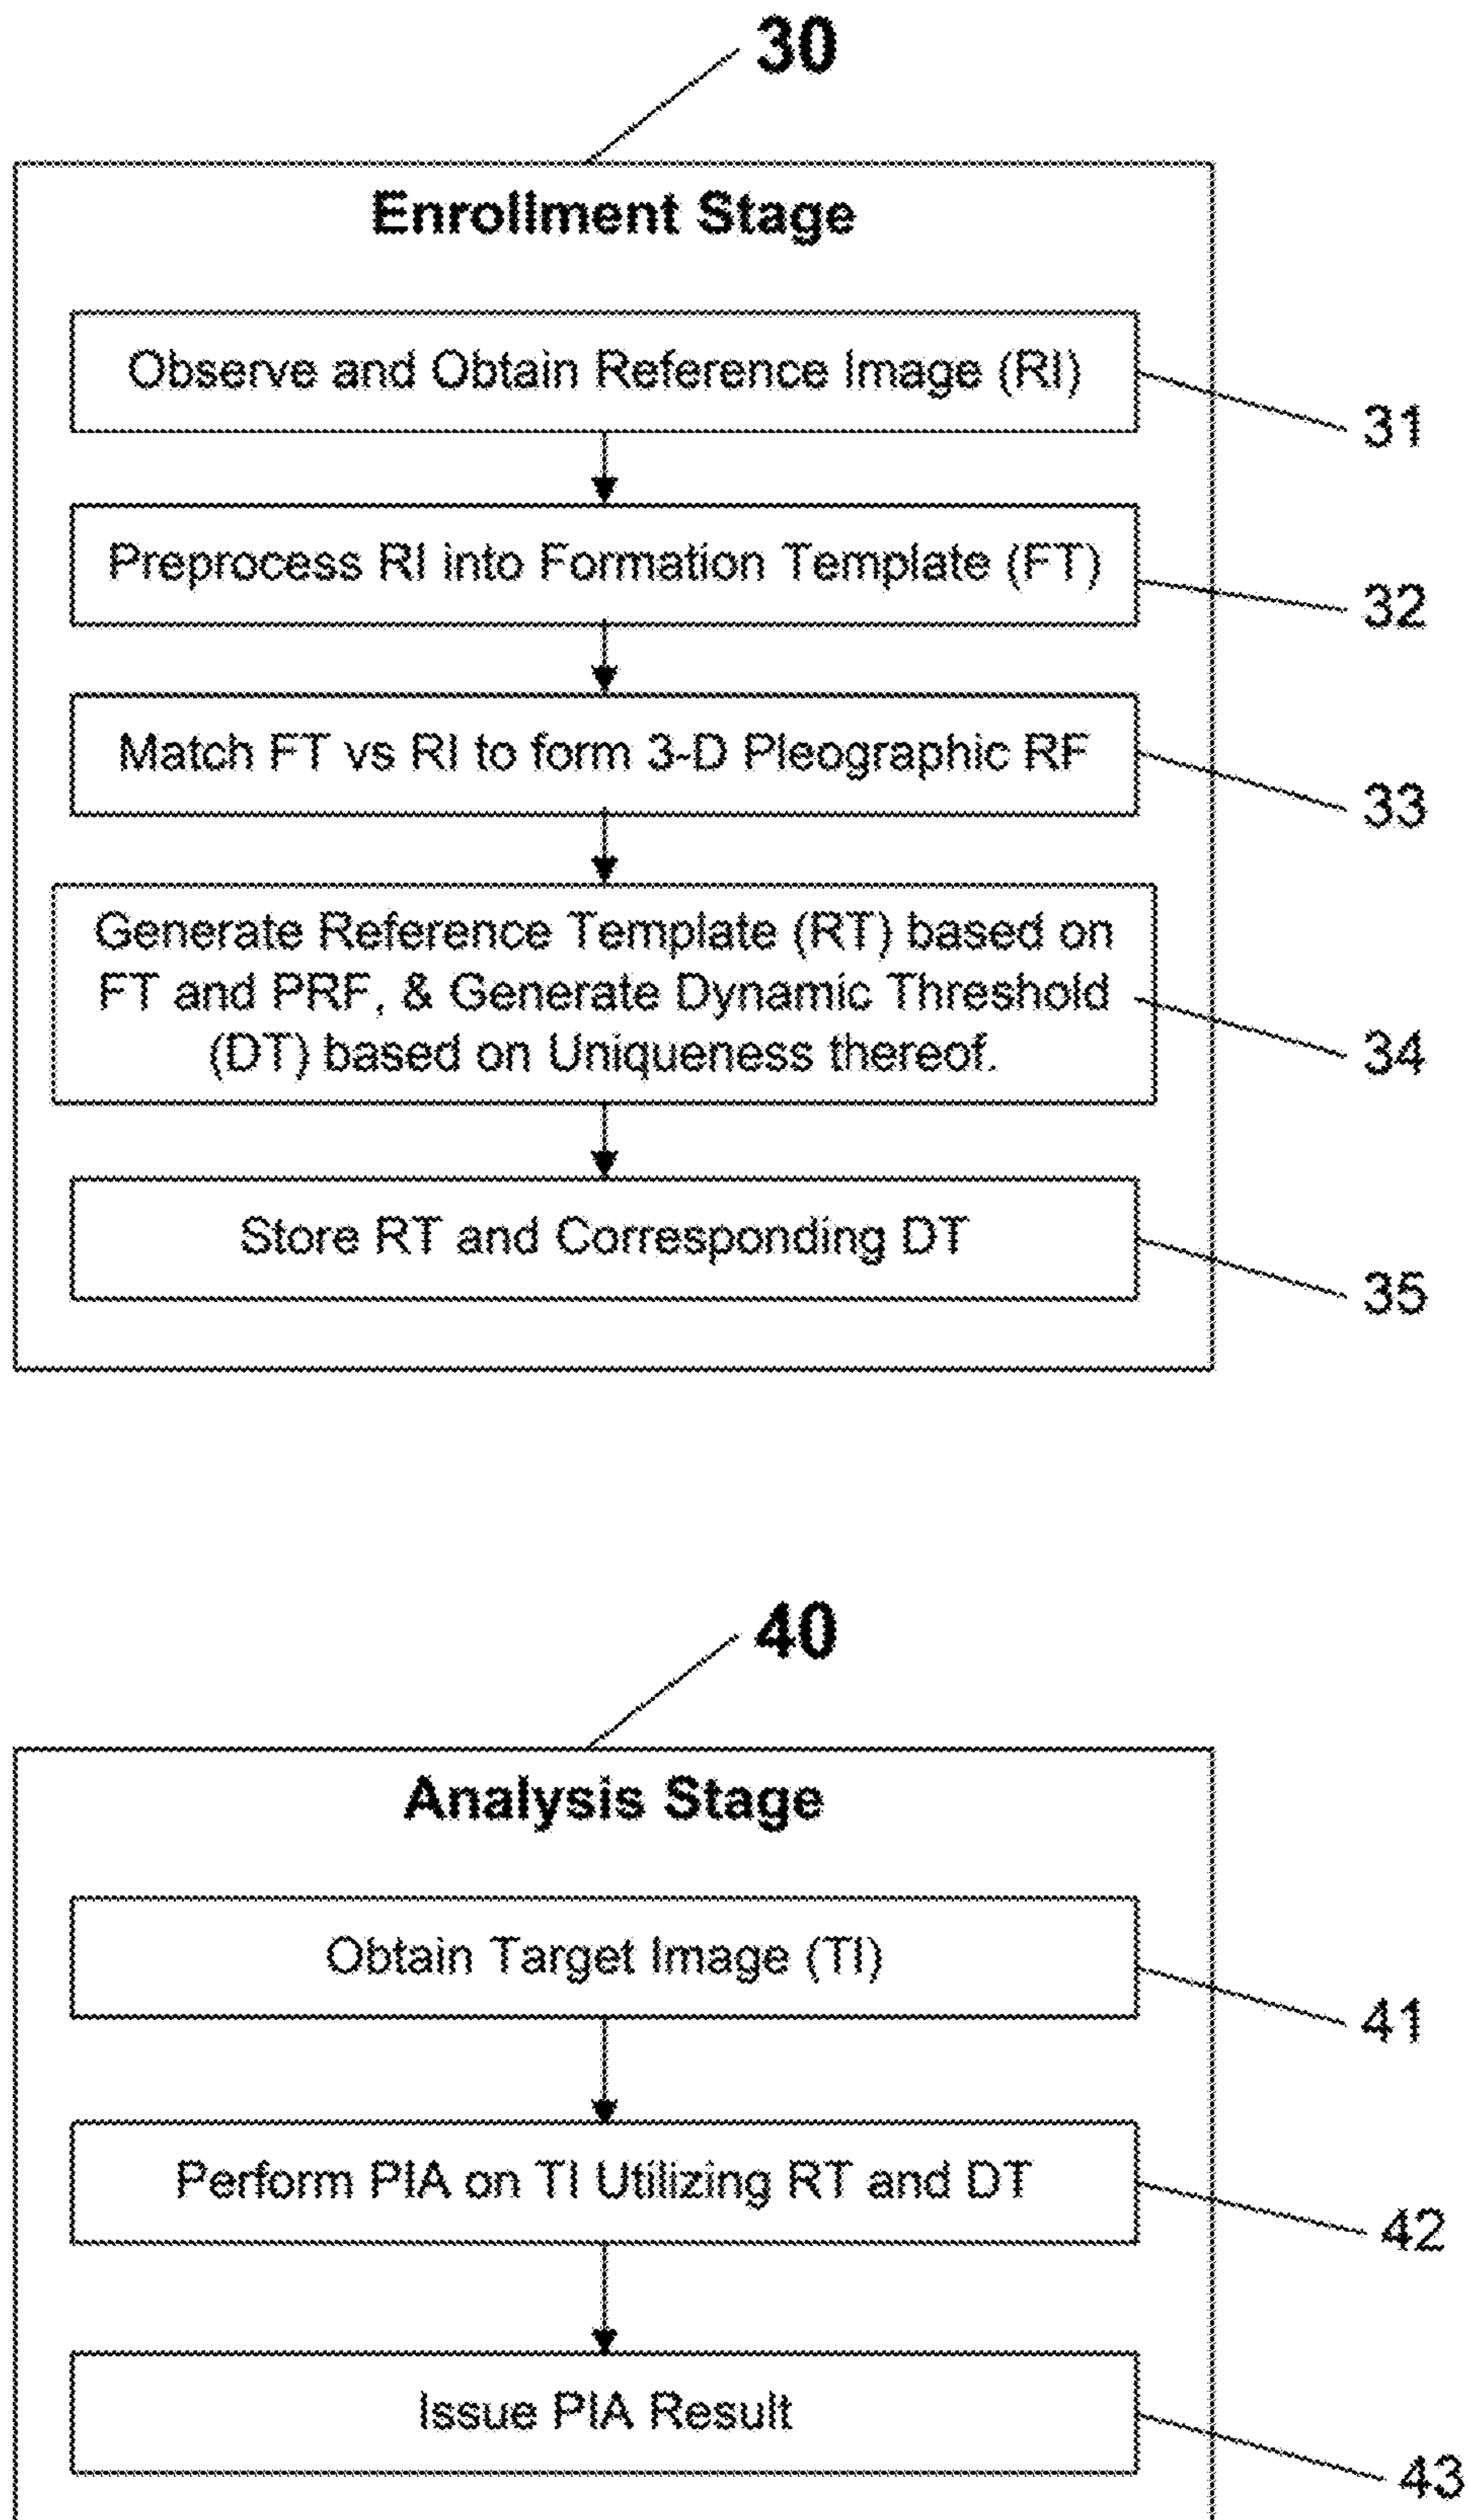 30
Enrollment Stage
Observe and Obtain Reference Image (RI)
31
Preprocess RI into Formation Template (FT)
32
Match FT vs RI to form 3-D Pleographic RF
33
Generate Reference Template (RT) based on
FT and PRF, & Generate Dynamic Threshold
(DT) based on Uniqueness thereof.
34
Store RT and Corresponding DT
35
40
Analysis Stage
Obtain Target Image (TI)
41
Perform PIA on TI Utilizing RT and DT
42
Issue PIA Result
43